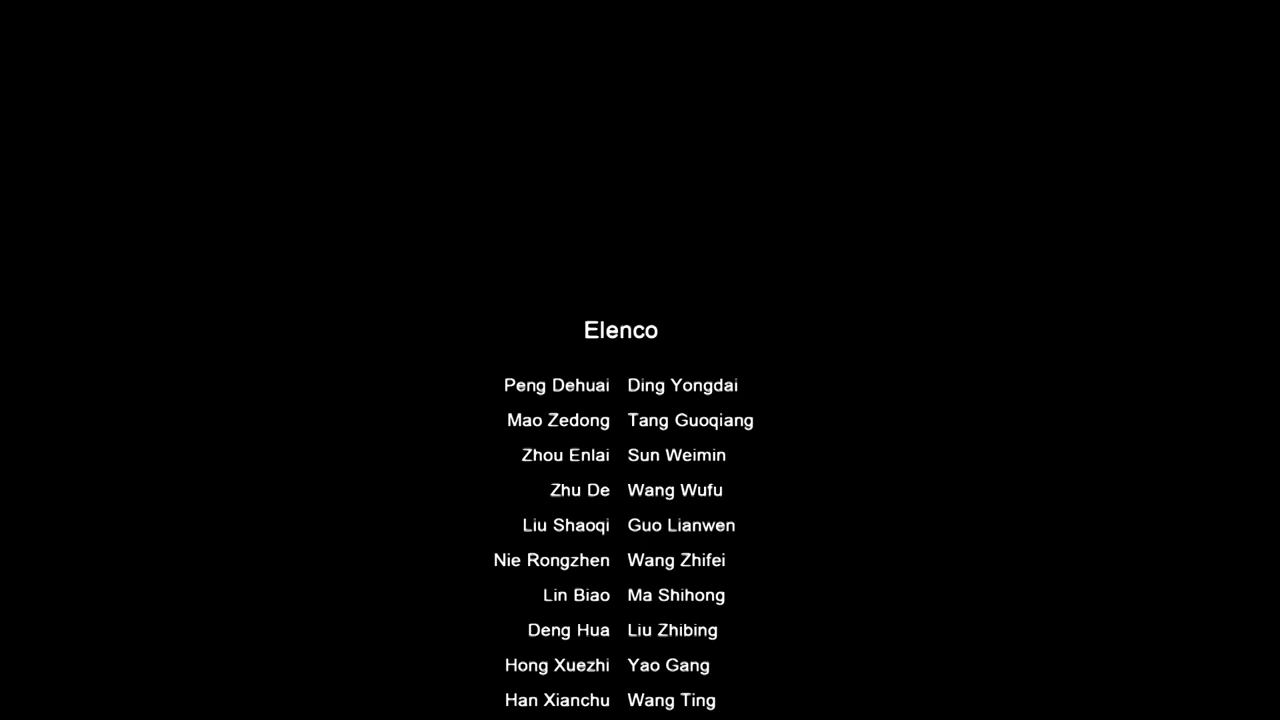 Elenco
Peng Dehuai Ding Yongdai
Mao Zedong Tang Guoqiang
Zhou Enlai Sun Weimin
Zhu De Wang Wufu
Liu Shaoqi Guo Lianwen
Nie Rongzhen Wang Zhifei
Lin Biao Ma Shihong
Deng Hua Liu Zhibing
Hong Xuezhi Yao Gang
Han Xianchu Wang Ting